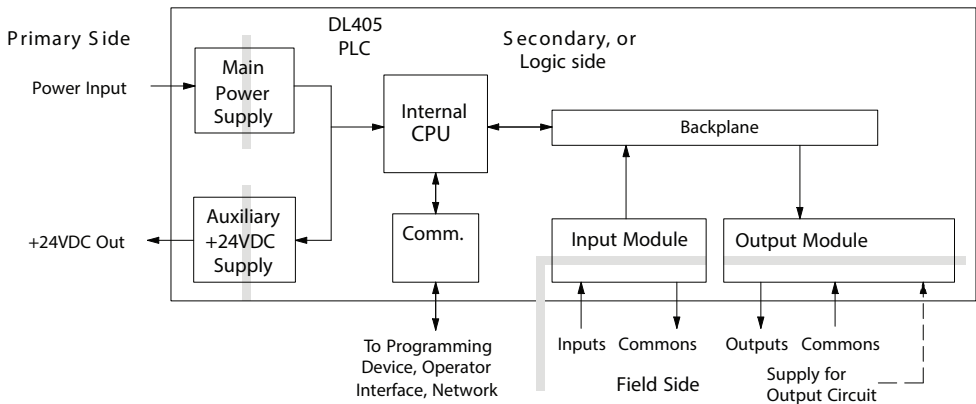 DL405
PLC
Primary Side
Secondary, or
Logic side
Power Input
Main
Power
Supply
Internal
CPU
Backplane
+24VDC Out
Auxiliary
+24VDC
Supply
Comm.
Input Module
Output Module
To Programming
Device, Operator
Interface, Network
Inputs
Commons
Outputs
Commons
Field Side
Supply for
Output Circuit